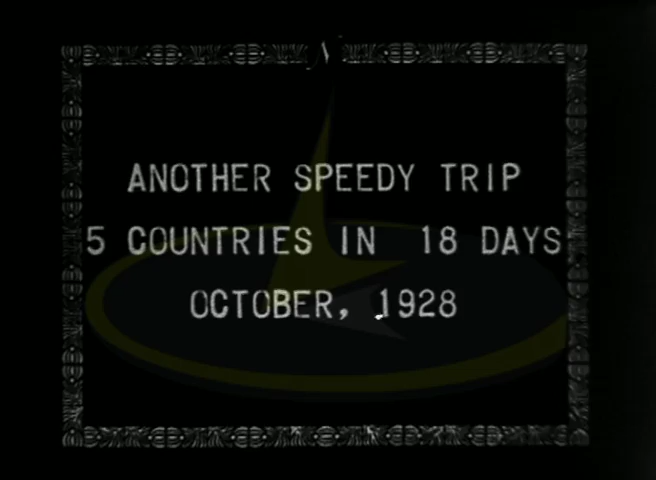 ANOTHER SPEEDY TRIP
5 COUNTRIES IN 18 DAYS
OCTOBER, 1928